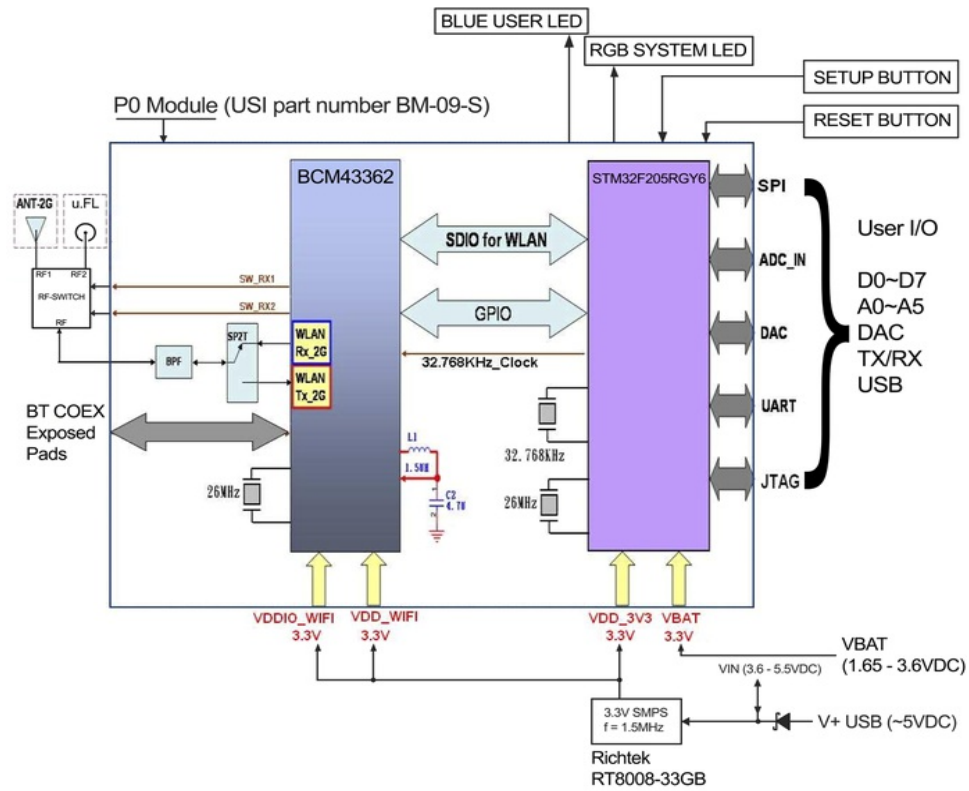 BLUE USER LED
RGB SYSTEM LED
SETUP BUTTON
RESET BUTTON
P0 Module (USI part number BM-09-S)
BCM43362
STM32F205RGY6
ANT-2G
u.FL
RF1
RF2
RF-SWITCH
RF
SW_RX1
SW_RX2
SP2T
BPF
WLAN
Rx_2G
WLAN
Tx_2G
BT COEX
Exposed
Pads
26MHz
SDIO for WLAN
GPIO
32.768KHz_Clock
L1
1.5UH
1
C2
4.7U
2
32.768KHz
26MHz
SPI
ADC_IN
DAC
UART
JTAG
User I/O
D0~D7
A0~A5
DAC
TX/RX
USB
VDDIO_WIFI
3.3V
VDD_WIFI
3.3V
VDD_3V3
3.3V
VBAT
3.3V
VBAT
(1.65 - 3.6VDC)
VIN (3.6 - 5.5VDC)
3.3V SMPS
f = 1.5MHz
V+ USB (~5VDC)
Richtek
RT8008-33GB